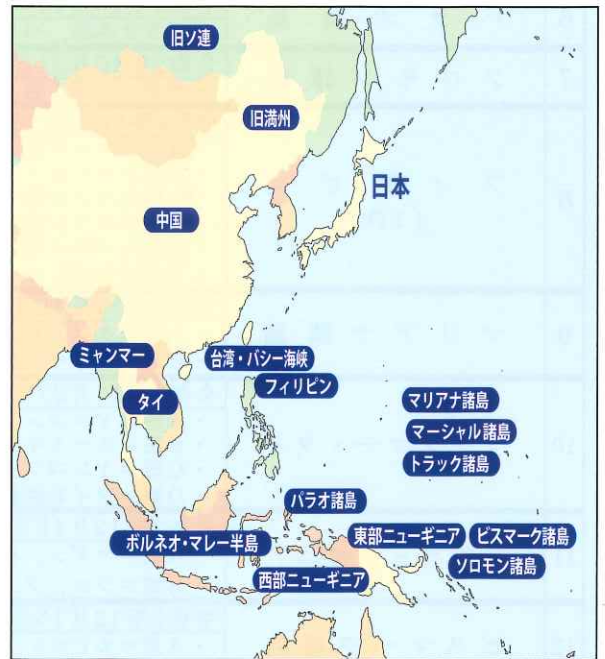 旧ソ連
旧満州
日本
中国
ミャンマー
台湾・バシー海峡
フィリピン
タイ
マリアナ諸島
マーシャル諸島
トラック諸島
パラオ諸島
ボルネオ・マレー半島
東部ニューギニア
ビスマーク諸島
ソロモン諸島
西部ニューギニア